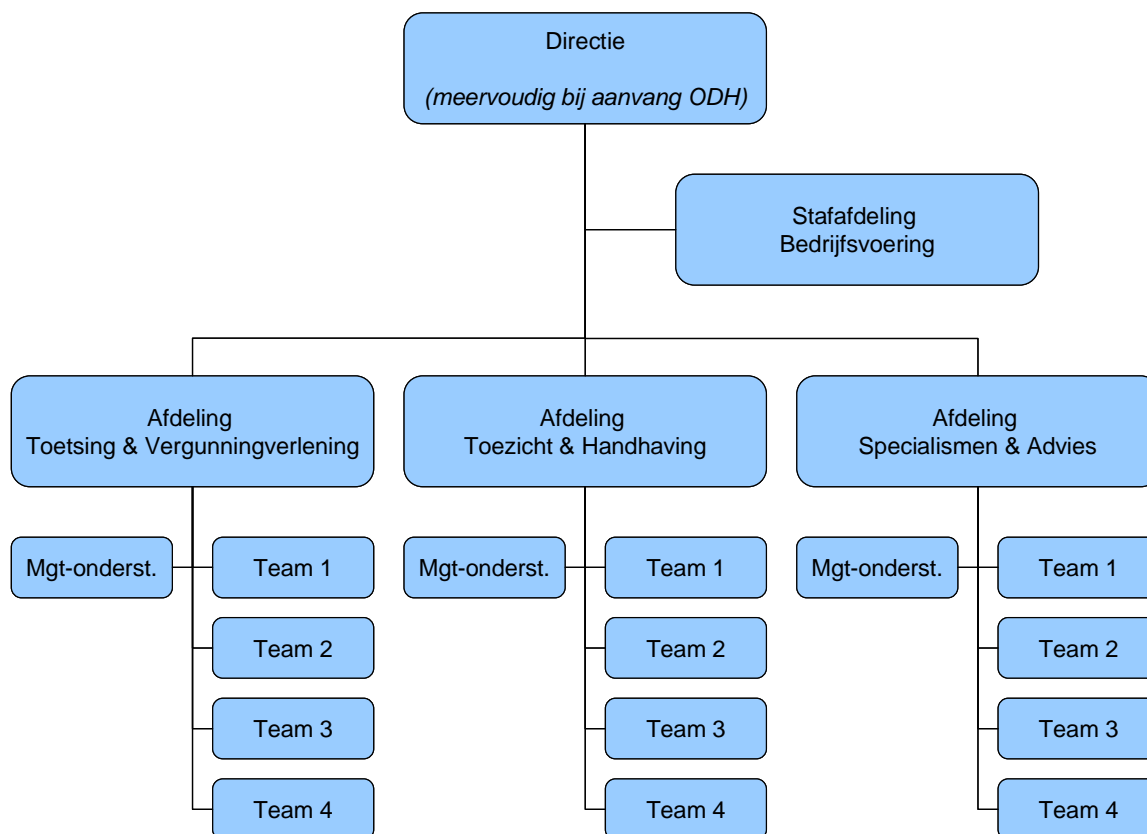 Directie
(meervoudig bij aanvang ODH)
Stafafdeling
Bedrijfsvoering
Afdeling
Toetsing & Vergunningverlening
Afdeling
Toezicht & Handhaving
Afdeling
Specialismen & Advies
Mgt-onderst.
Team 1
Mgt-onderst.
Team 1
Mgt-onderst.
Team 1
Team 2
Team 2
Team 2
Team 3
Team 3
Team 3
Team 4
Team 4
Team 4